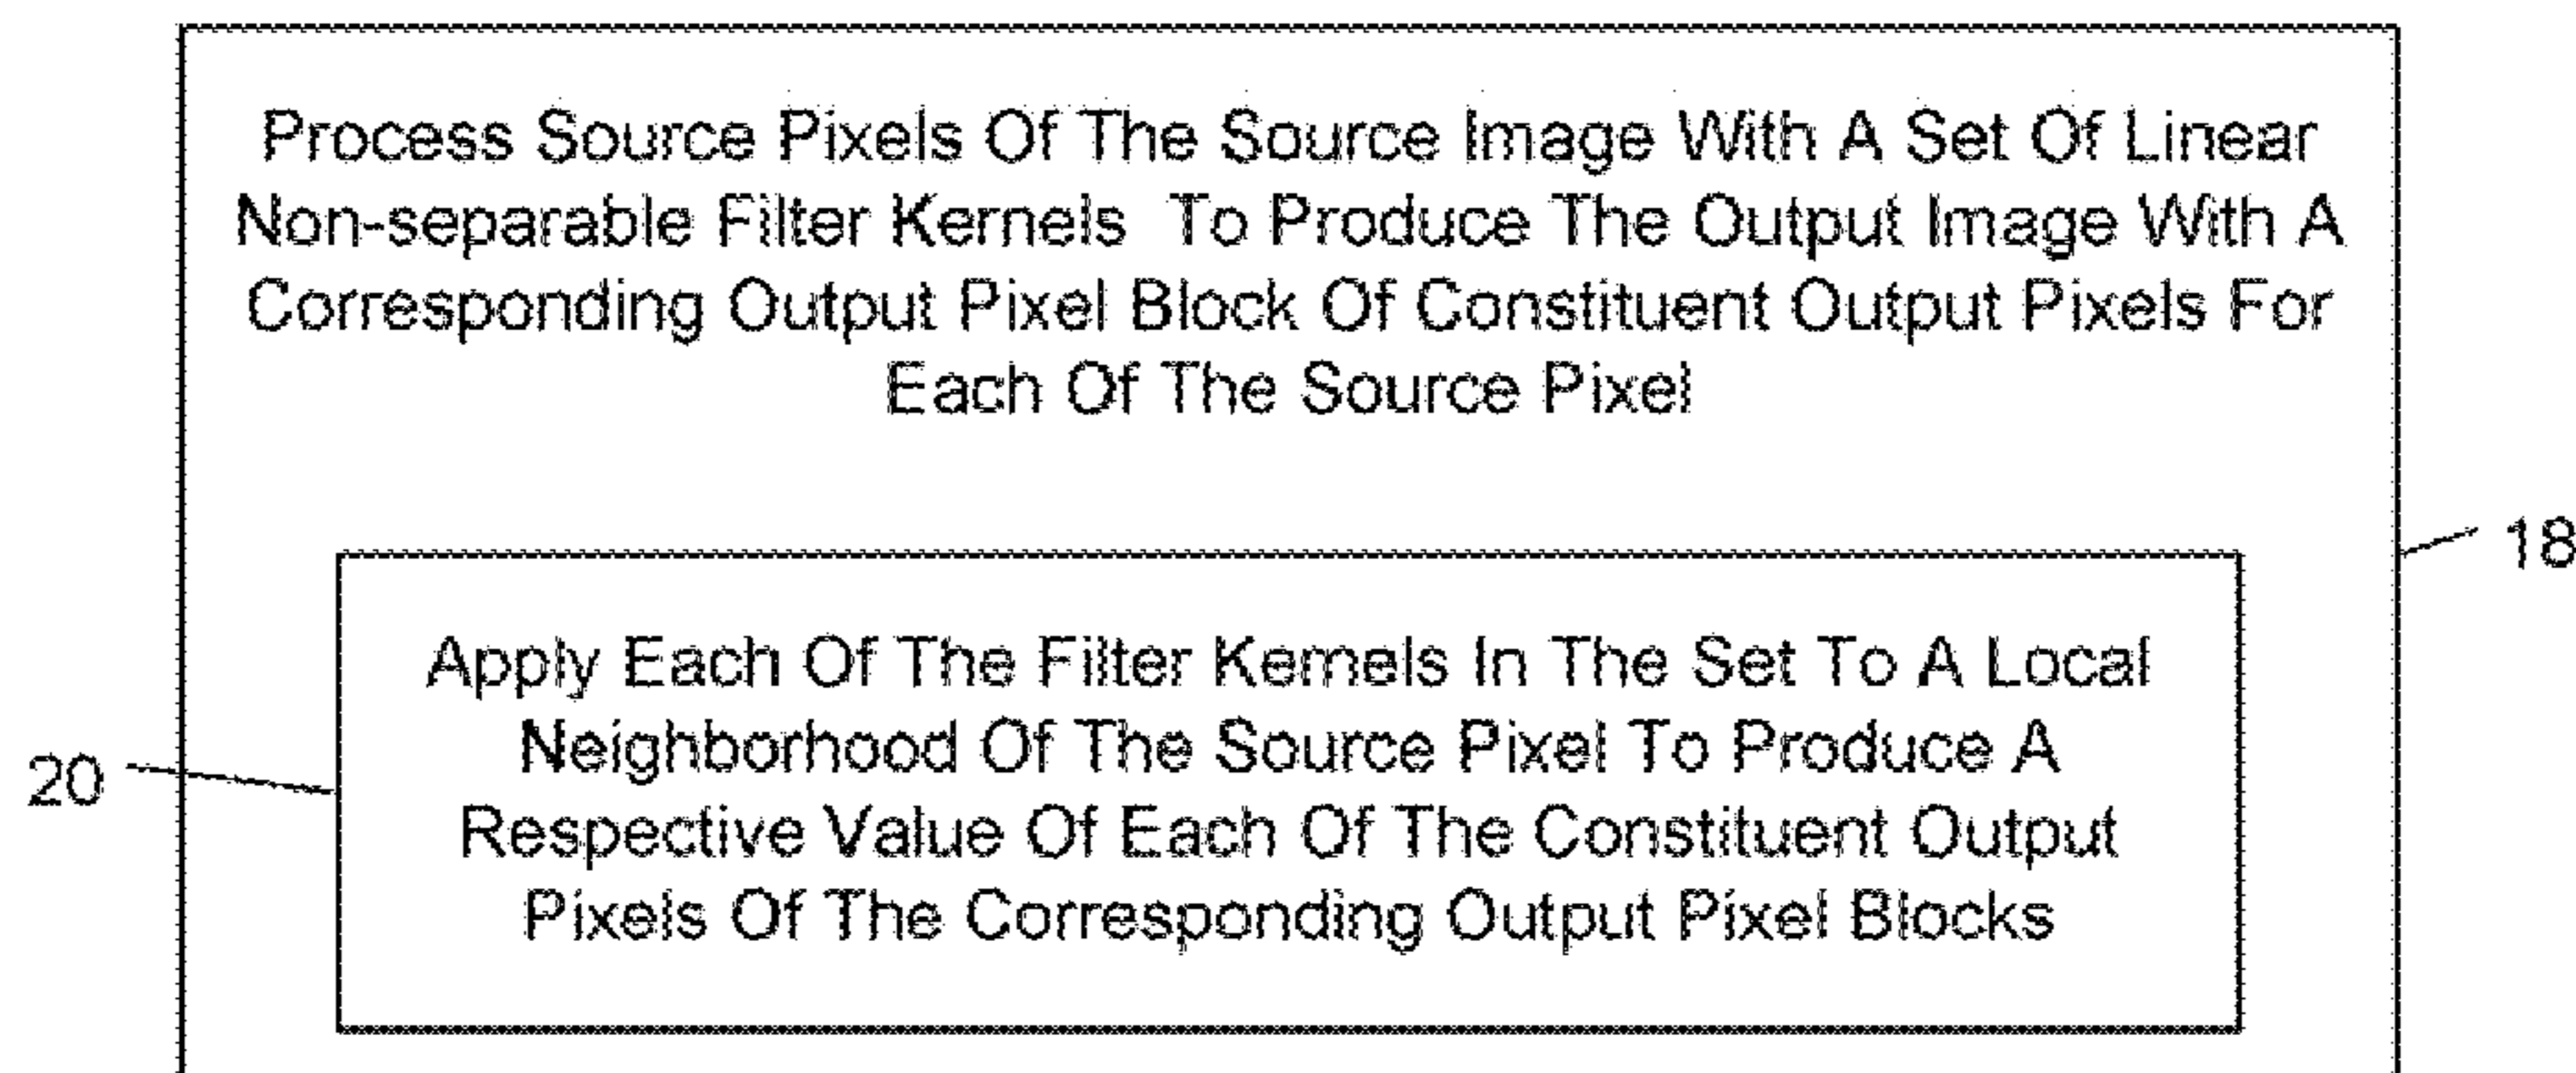 Process Source Pixels Of The Source Image With A Set Of Linear
Non-separable Filter Kernels To Produce The Output Image With A
Corresponding Output Pixel Block Of Constituent Output Pixels For
Each Of The Source Pixel
18
Apply Each Of The Filter Kernels In The Set To A Local
Neighborhood Of The Source Pixel To Produce A
20
Respective Value Of Each Of The Constituent Output
Pixels Of The Corresponding Output Pixel Blocks